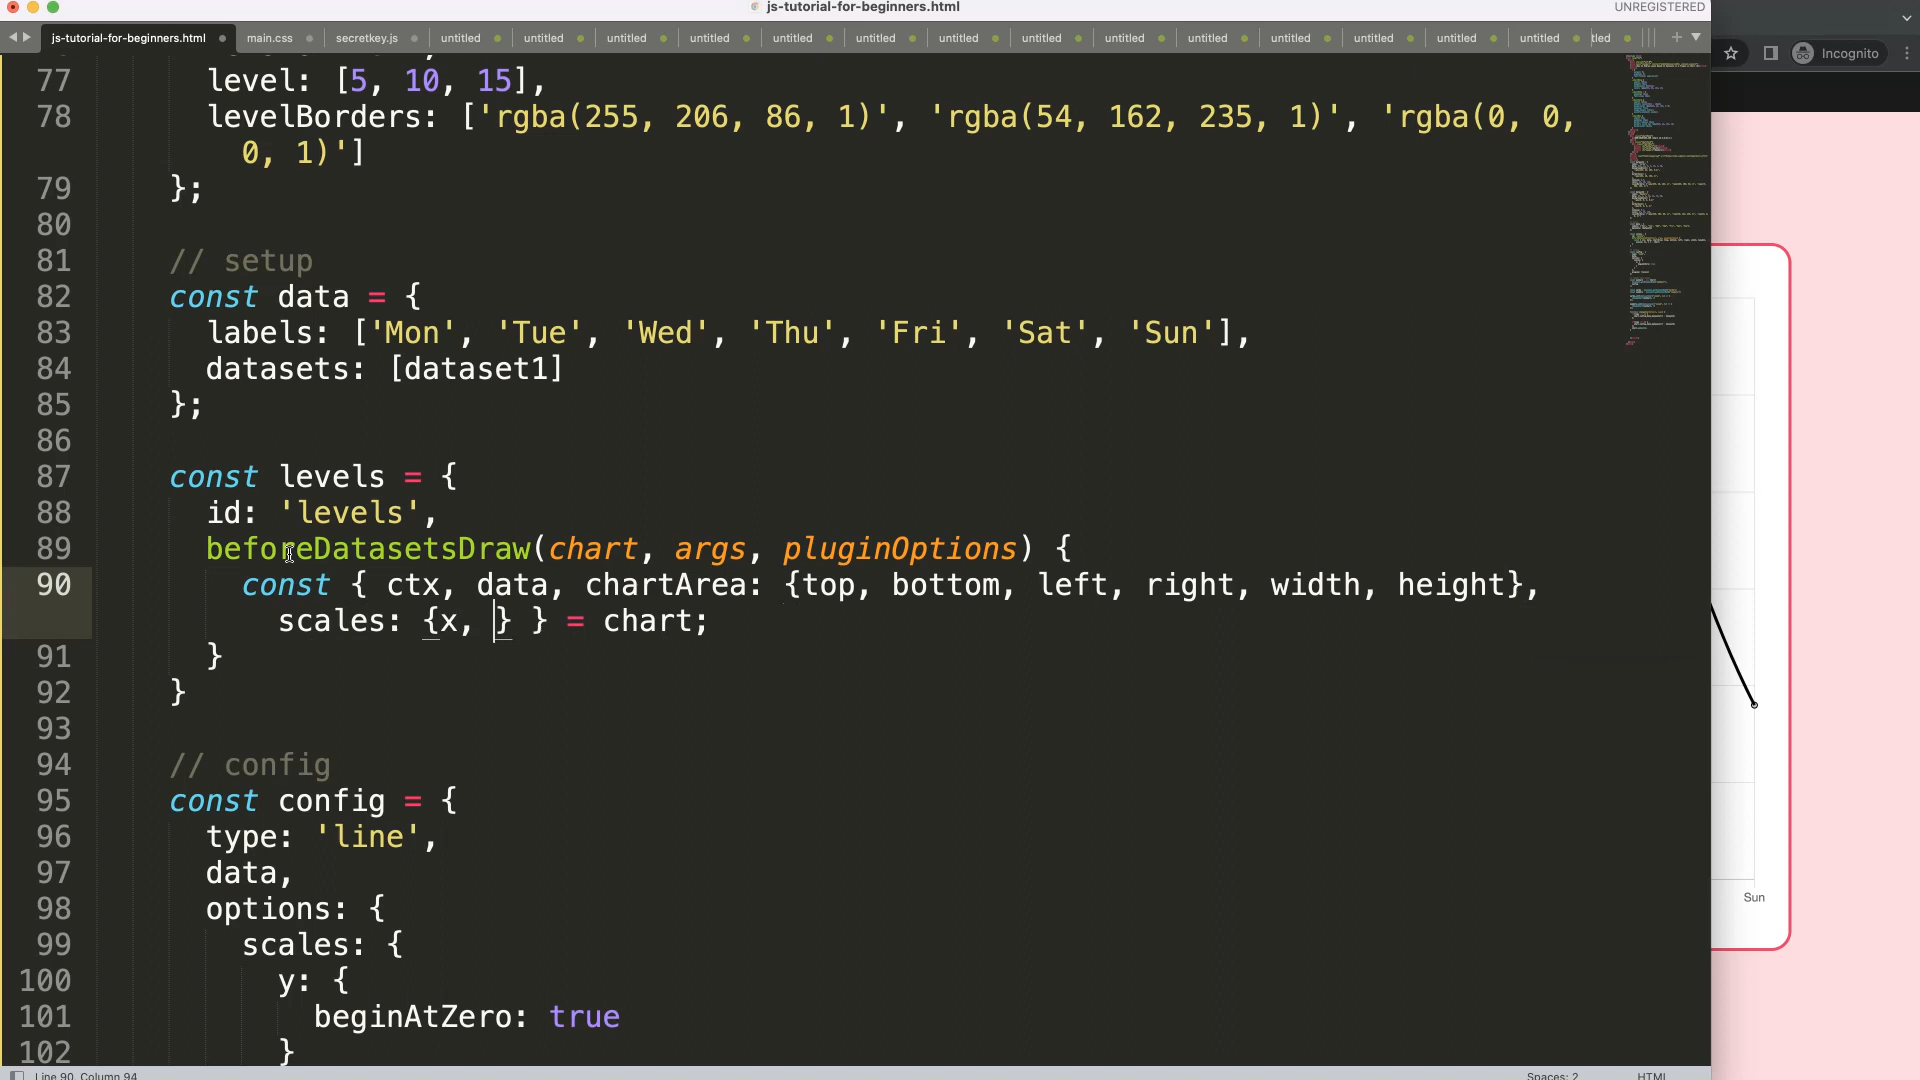 js-tutorial-for-beginners.html
UNREGISTERED
js-tutorial-for-beginners.html main.css secretkey.js untitled untitled untitled untitled untitled untitled untitled untitled untitled untitled untitled untitled untitled untitled tled
Incognito
77 level: [5, 10, 15],
78 levelBorders: ['rgba(255, 206, 86, 1)', 'rgba(54, 162, 235, 1)', 'rgba(0, 0,
0, 1)']
79 };
80
81 // setup
82 const data = {
83 labels: ['Mon', 'Tue', 'Wed', 'Thu', 'Fri', 'Sat', 'Sun'],
84 datasets: [dataset1]
85 };
86
87 const levels = {
88 id: 'levels',
89 beforeDatasetsDraw(chart, args, pluginOptions) {
90 const { ctx, data, chartArea: {top, bottom, left, right, width, height},
scales: {x, } } = chart;
91 }
92 }
93
94 // config
95 const config = {
96 type: 'line',
97 data,
98 options: {
99 scales: {
100 y: {
101 beginAtZero: true
102 }
Sun
Line 90, Column 94
Spaces: 2
HTML